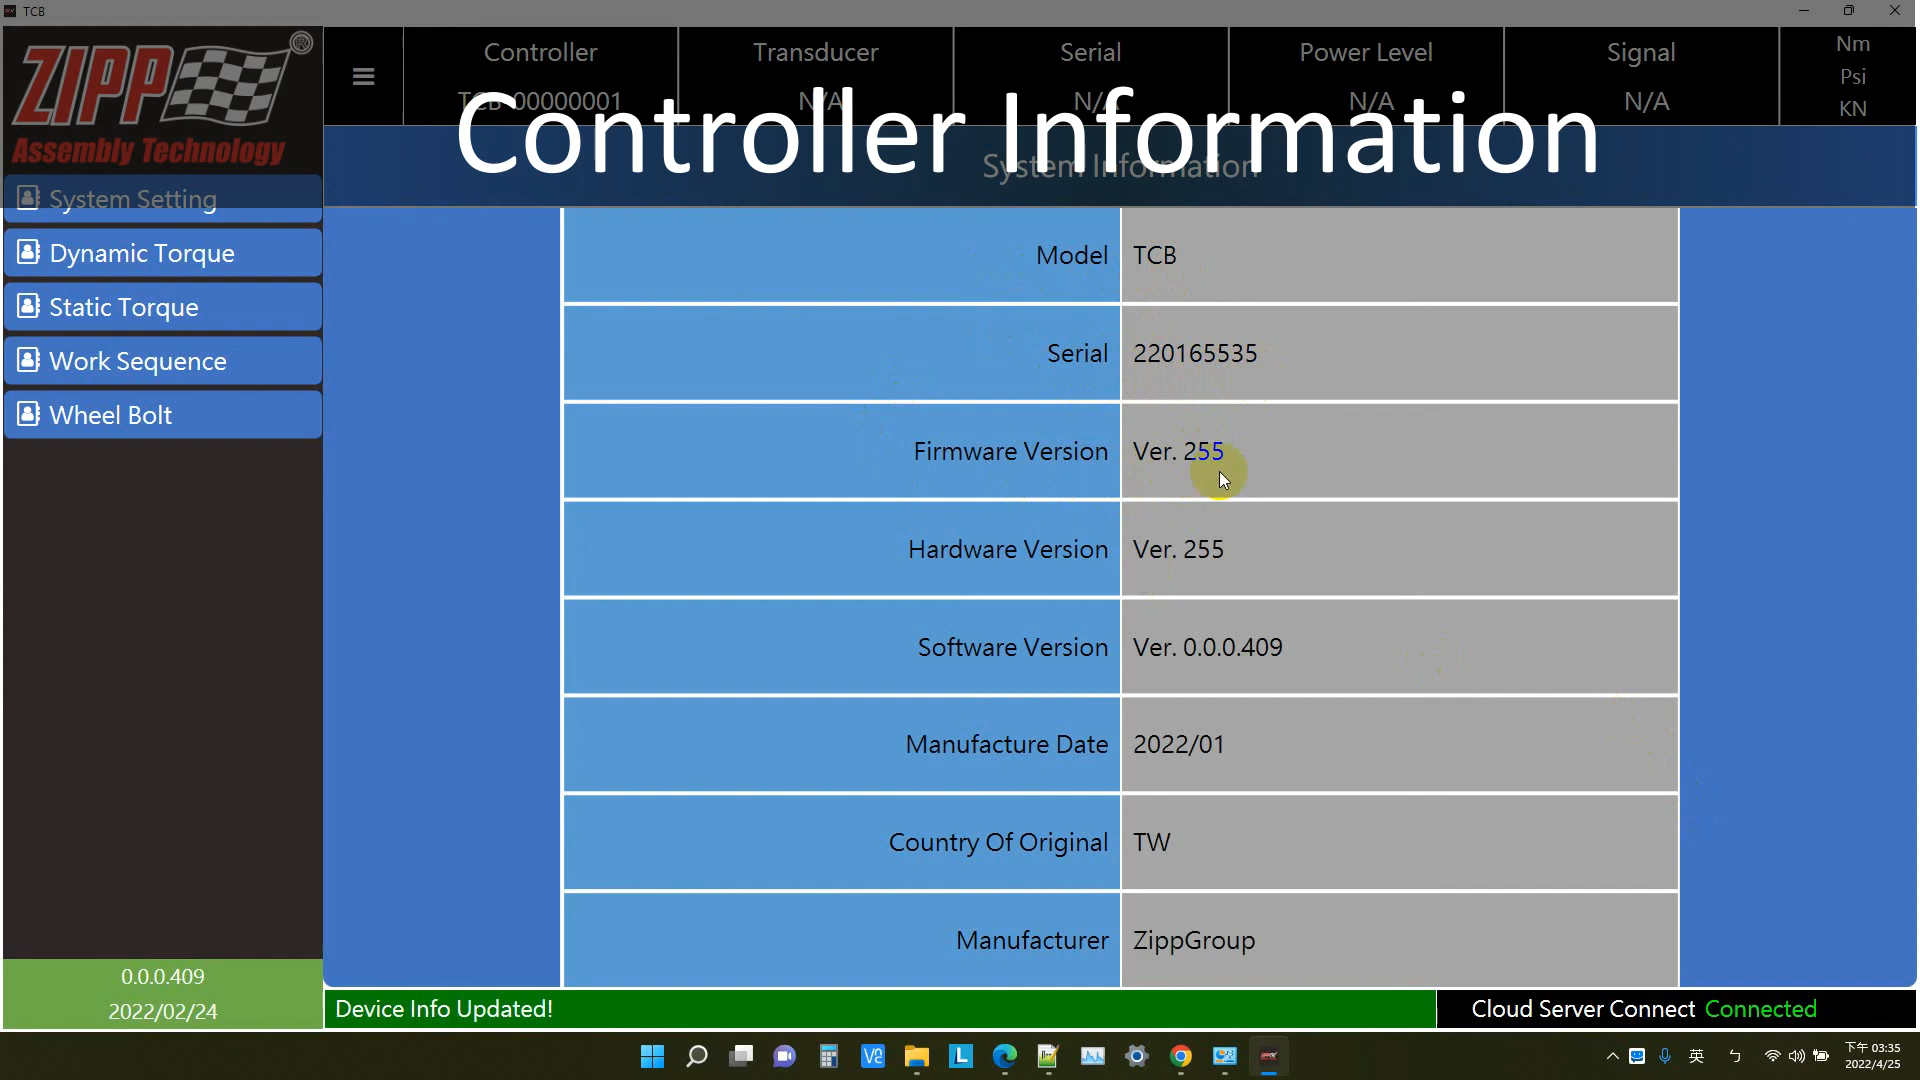 TCB
ZIPP®
Assembly Technology
Controller
TCB-00000001
Transducer
N/A
Serial
N/A
Power Level
N/A
Signal
N/A
Nm
Psi
KN
Controller Information
System Information
System Setting
Dynamic Torque
Static Torque
Work Sequence
Wheel Bolt
Model TCB
Serial 220165535
Firmware Version Ver. 255
Hardware Version Ver. 255
Software Version Ver. 0.0.0.409
Manufacture Date 2022/01
Country Of Original TW
Manufacturer ZippGroup
0.0.0.409
2022/02/24
Device Info Updated!
Cloud Server Connect Connected
L
英
ㄅ
下午 03:35
2022/4/25